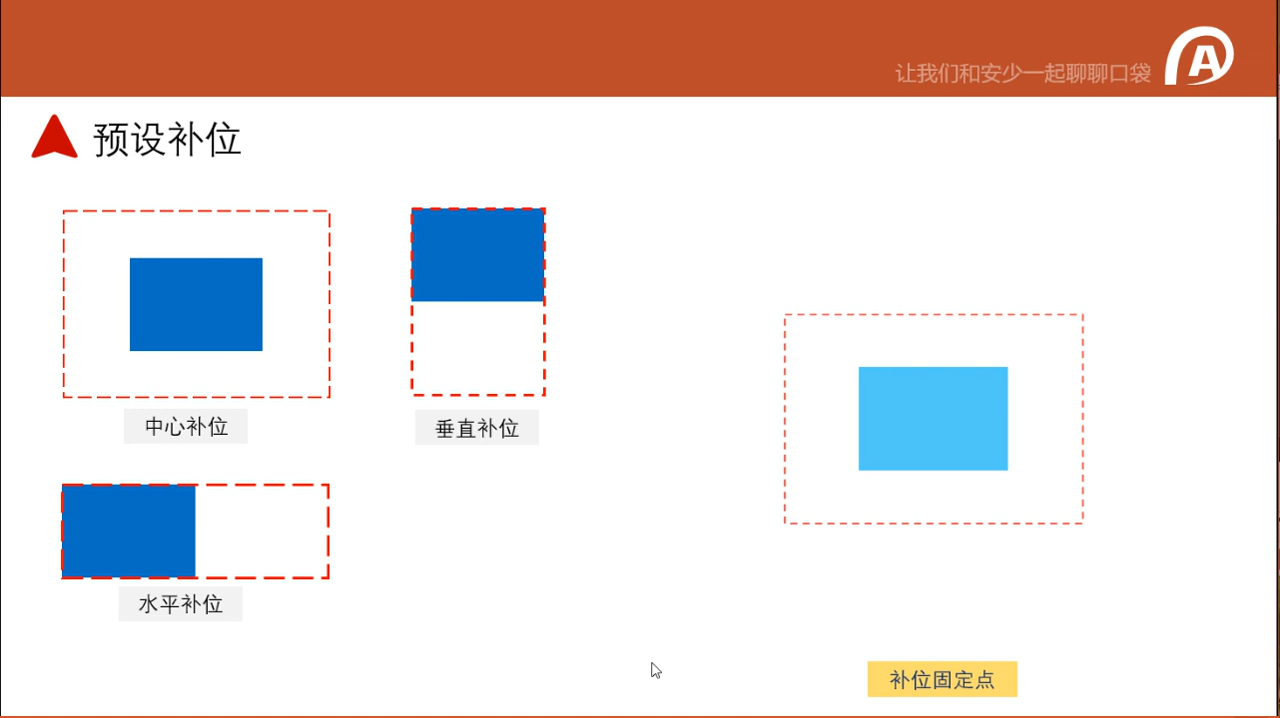 让我们和安少一起聊聊口袋
A
预设补位
中心补位
垂直补位
水平补位
补位固定点